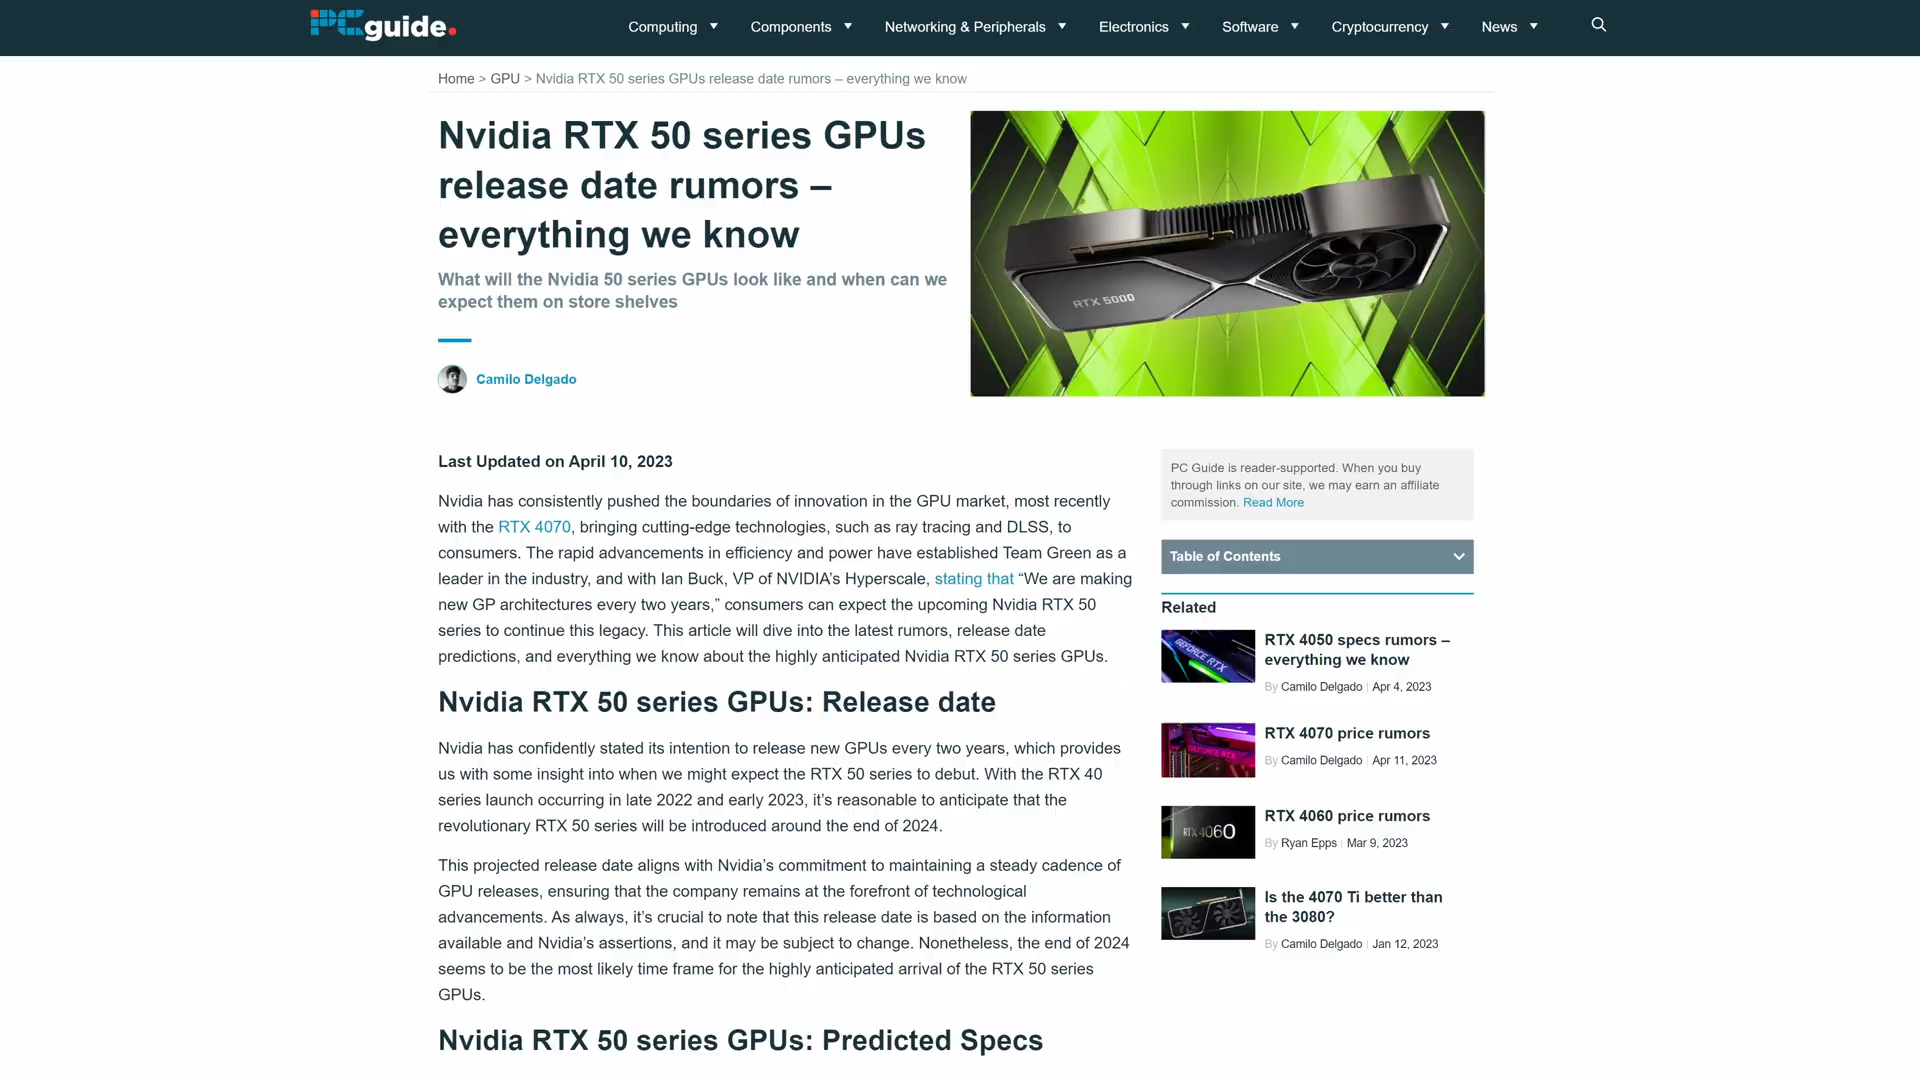 PCguide.
Computing
Components
Networking & Peripherals
Electronics
Software
Cryptocurrency
News
Home > GPU > Nvidia RTX 50 series GPUs release date rumors – everything we know
Nvidia RTX 50 series GPUs
release date rumors –
everything we know
What will the Nvidia 50 series GPUs look like and when can we
expect them on store shelves
Camilo Delgado
RTX 5000
Last Updated on April 10, 2023
Nvidia has consistently pushed the boundaries of innovation in the GPU market, most recently
with the RTX 4070, bringing cutting-edge technologies, such as ray tracing and DLSS, to
consumers. The rapid advancements in efficiency and power have established Team Green as a
leader in the industry, and with Ian Buck, VP of NVIDIA’s Hyperscale, stating that “We are making
new GP architectures every two years,” consumers can expect the upcoming Nvidia RTX 50
series to continue this legacy. This article will dive into the latest rumors, release date
predictions, and everything we know about the highly anticipated Nvidia RTX 50 series GPUs.
Nvidia RTX 50 series GPUs: Release date
Nvidia has confidently stated its intention to release new GPUs every two years, which provides
us with some insight into when we might expect the RTX 50 series to debut. With the RTX 40
series launch occurring in late 2022 and early 2023, it’s reasonable to anticipate that the
revolutionary RTX 50 series will be introduced around the end of 2024.
This projected release date aligns with Nvidia’s commitment to maintaining a steady cadence of
GPU releases, ensuring that the company remains at the forefront of technological
advancements. As always, it’s crucial to note that this release date is based on the information
available and Nvidia’s assertions, and it may be subject to change. Nonetheless, the end of 2024
seems to be the most likely time frame for the highly anticipated arrival of the RTX 50 series
GPUs.
Nvidia RTX 50 series GPUs: Predicted Specs
PC Guide is reader-supported. When you buy
through links on our site, we may earn an affiliate
commission. Read More
Table of Contents
Related
GEFORCE RTX
RTX 4050 specs rumors –
everything we know
By Camilo Delgado | Apr 4, 2023
GEFORCE RTX
RTX 4070 price rumors
By Camilo Delgado | Apr 11, 2023
RTX 4060
RTX 4060 price rumors
By Ryan Epps | Mar 9, 2023
Is the 4070 Ti better than
the 3080?
By Camilo Delgado | Jan 12, 2023